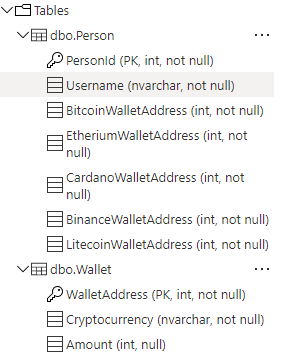 Tables
dbo.Person
PersonId (PK, int, not null)
Username (nvarchar, not null)
BitcoinWalletAddress (int, not null)
EtheriumWalletAddress (int, not
null)
CardanoWalletAddress (int, not
null)
BinanceWalletAddress (int, not null)
LitecoinWalletAddress (int, not null)
dbo.Wallet
WalletAddress (PK, int, not null)
Cryptocurrency (nvarchar, not null)
Amount (int, null)